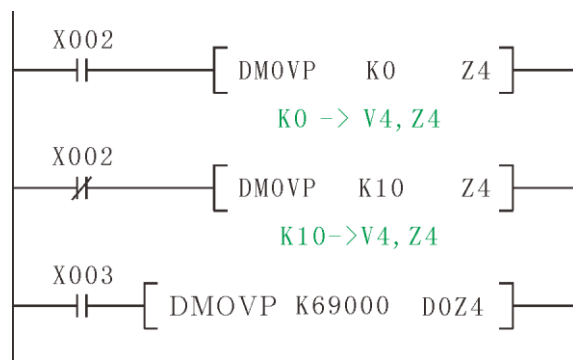 X002
DMOVP K0 Z4
K0 -> V4, Z4
X002
DMOVP K10 Z4
K10->V4, Z4
X003
DMOVP K69000 D0Z4